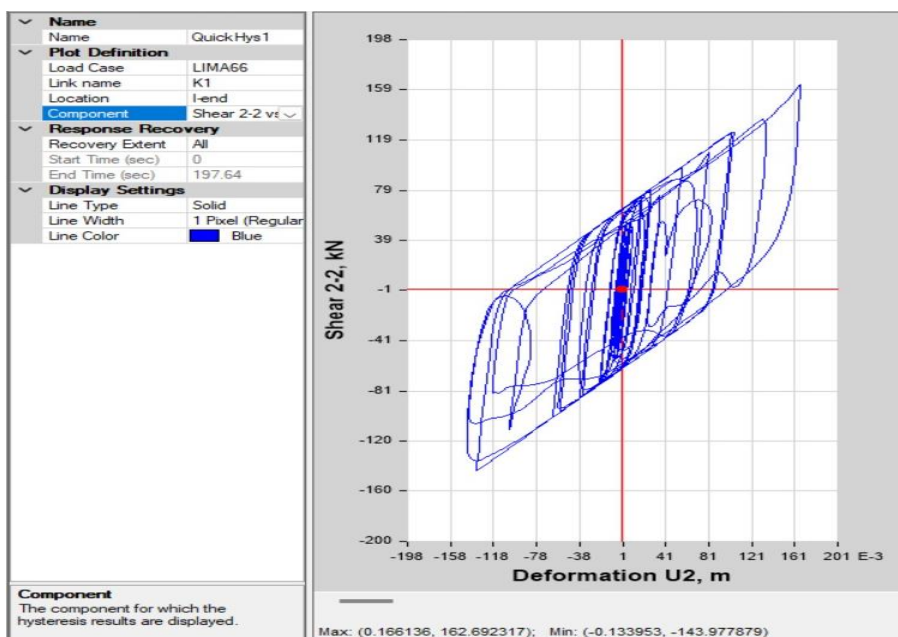 Name
Name QuickHys1
Plot Definition
Load Case LIMA66
Link name K1
Location I-end
Component Shear 2-2 vs
Response Recovery
Recovery Extent All
Start Time (sec) 0
End Time (sec) 197.64
Display Settings
Line Type Solid
Line Width 1 Pixel (Regular
Line Color Blue
Component
The component for which the
hysteresis results are displayed.
Shear 2-2, kN
198
159
119
79
39
-1
-41
-81
-120
-160
-200
-198 -158 -118 -78 -38 1 41 81 121 161 201 E-3
Deformation U2, m
Max: (0.166136, 162.692317); Min: (-0.133953, -143.977879)